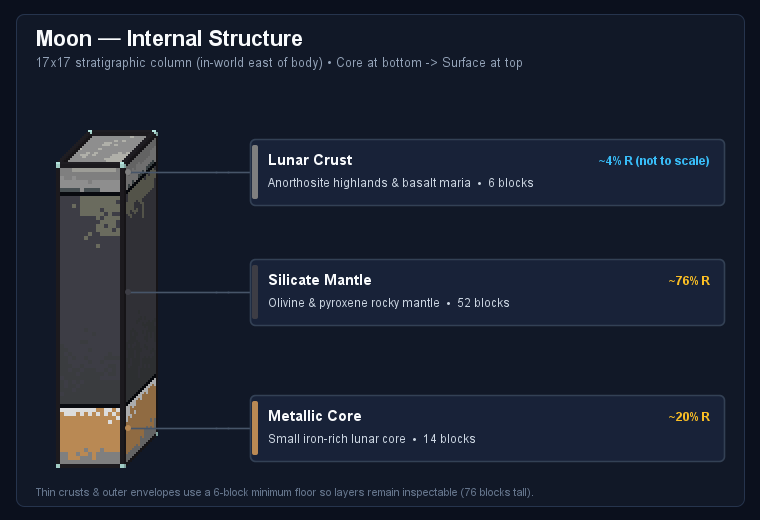 Moon — Internal Structure
17x17 stratigraphic column (in-world east of body) • Core at bottom -> Surface at top
Lunar Crust ~4% R (not to scale)
Anorthosite highlands & basalt maria • 6 blocks
Silicate Mantle ~76% R
Olivine & pyroxene rocky mantle • 52 blocks
Metallic Core ~20% R
Small iron-rich lunar core • 14 blocks
Thin crusts & outer envelopes use a 6-block minimum floor so layers remain inspectable (76 blocks tall).